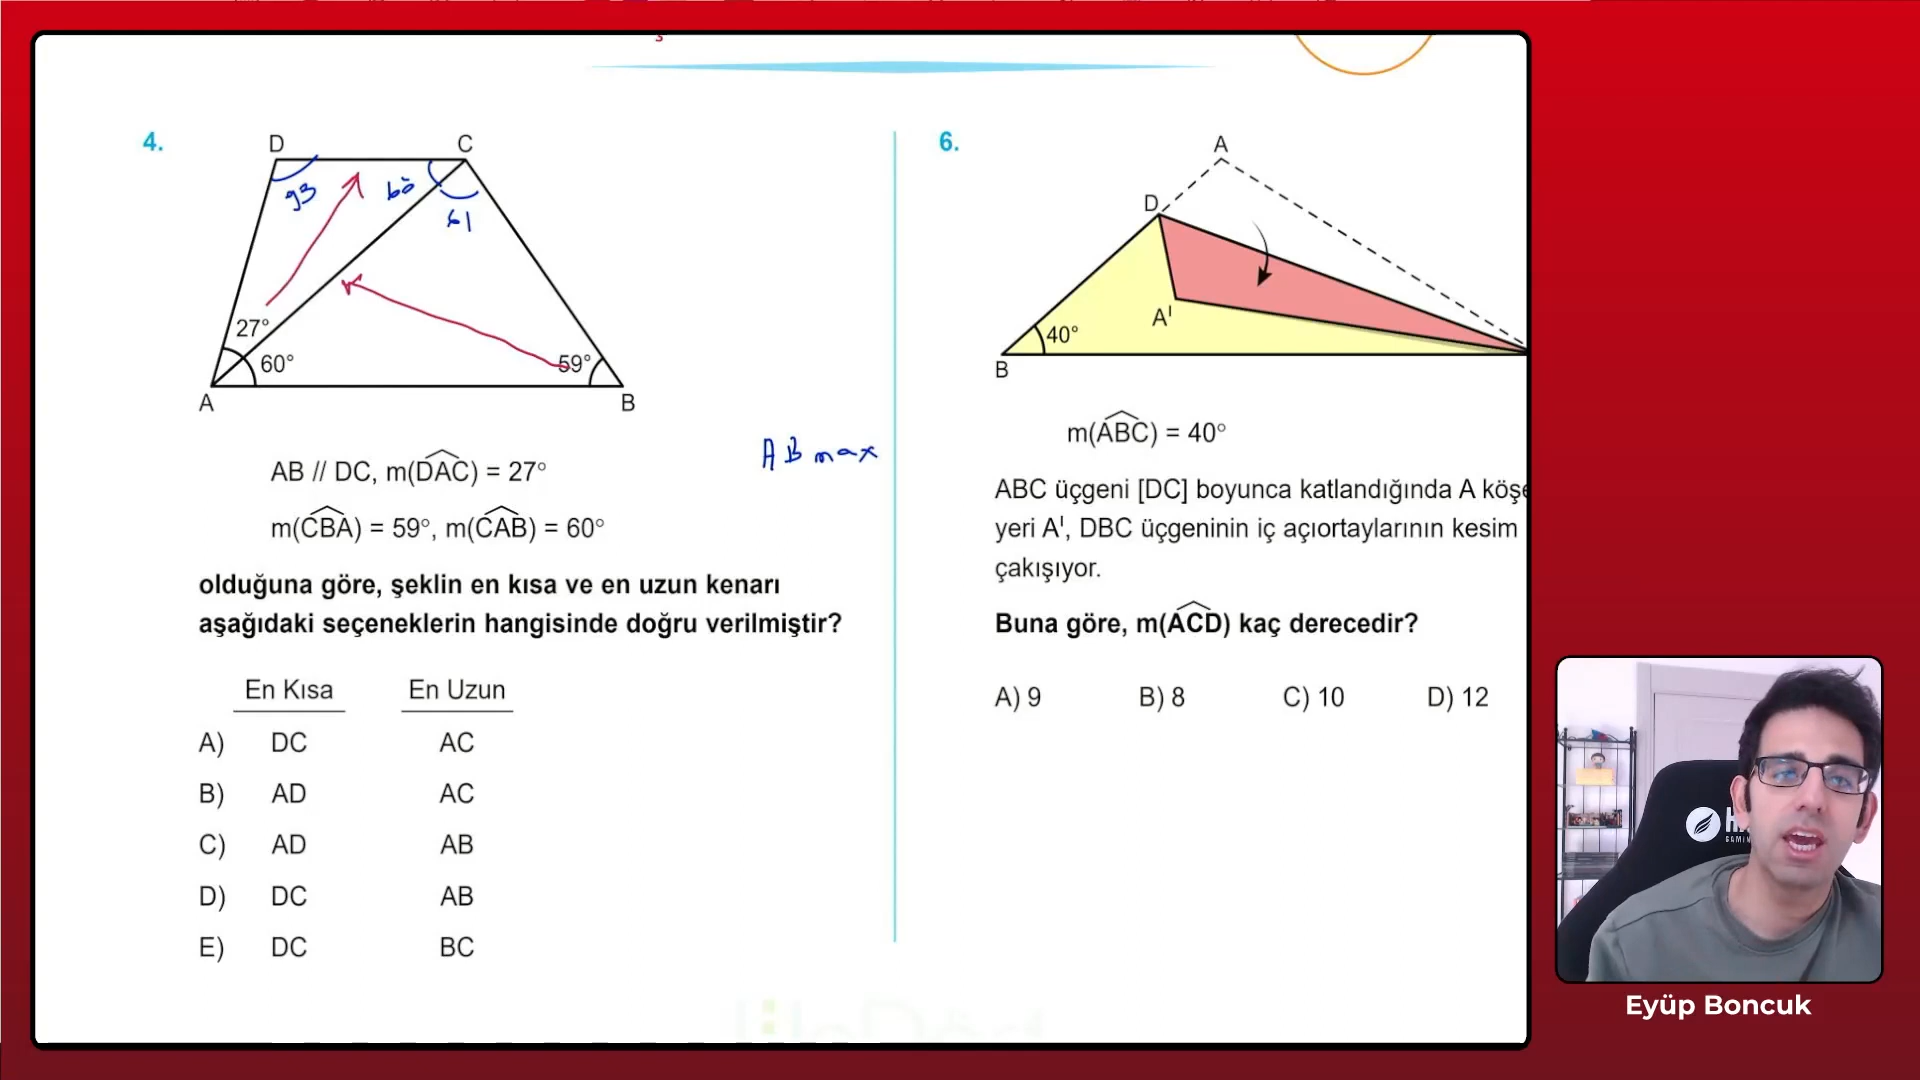 4.
D
C
93
60
61
27°
60°
59°
A
B
AB max
AB // DC, m(DAC) = 27°
m(CBA) = 59°, m(CAB) = 60°
olduğuna göre, şeklin en kısa ve en uzun kenarı
aşağıdaki seçeneklerin hangisinde doğru verilmiştir?
En Kısa En Uzun
A) DC AC
B) AD AC
C) AD AB
D) DC AB
E) DC BC
6.
A
D
A'
40°
B
m(ABC) = 40°
ABC üçgeni [DC] boyunca katlandığında A köşe
yeri A', DBC üçgeninin iç açıortaylarının kesim
çakışıyor.
Buna göre, m(ACD) kaç derecedir?
A) 9 B) 8 C) 10 D) 12
Eyüp Boncuk